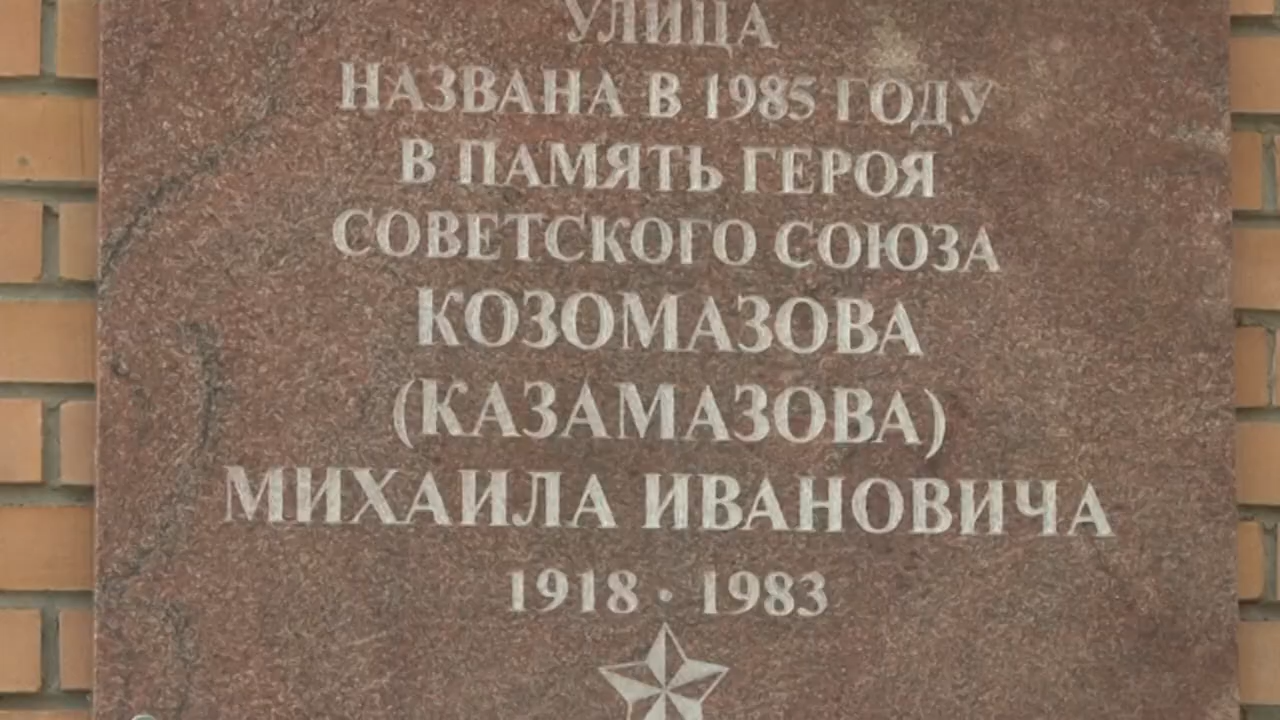 УЛИЦА
НАЗВАНА В 1985 ГОДУ
В ПАМЯТЬ ГЕРОЯ
СОВЕТСКОГО СОЮЗА
КОЗОМАЗОВА
(КАЗАМАЗОВА)
МИХАИЛА ИВАНОВИЧА
1918 · 1983